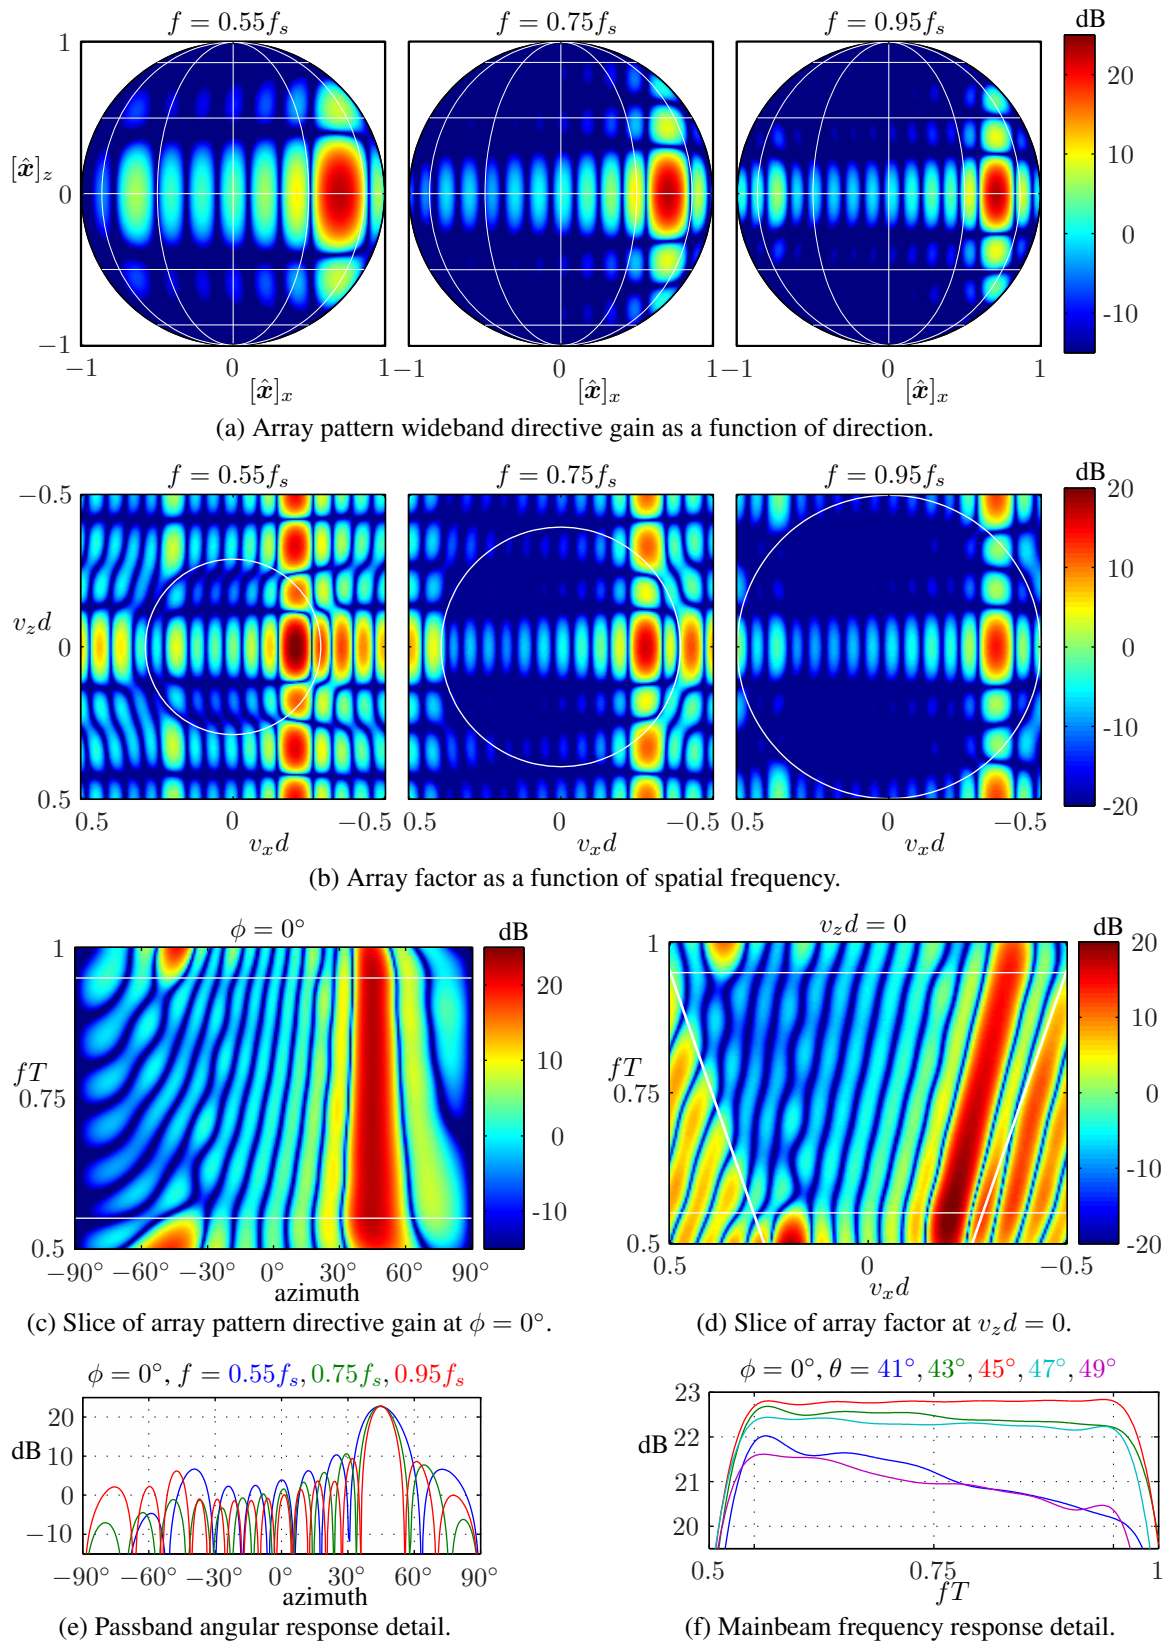 f = 0.55f_s f = 0.75f_s f = 0.95f_s dB
1
[x̂]_z 0
−1
20
10
0
-10
−1 0 1 −1 0 1 −1 0 1
[x̂]_x [x̂]_x [x̂]_x
(a) Array pattern wideband directive gain as a function of direction.
f = 0.55f_s f = 0.75f_s f = 0.95f_s dB
−0.5
v_z d
0
0.5
20
10
0
-10
-20
0.5 0 −0.5 0.5 0 −0.5 0.5 0 −0.5
v_x d v_x d v_x d
(b) Array factor as a function of spatial frequency.
ϕ = 0° dB
1
fT
0.75
0.5
20
10
0
-10
−90° −60° −30° 0° 30° 60° 90°
azimuth
(c) Slice of array pattern directive gain at ϕ = 0°.
v_z d = 0 dB
1
fT
0.75
0.5
20
10
0
-10
-20
0.5 0 −0.5
v_x d
(d) Slice of array factor at v_z d = 0.
ϕ = 0°, f = 0.55f_s, 0.75f_s, 0.95f_s
20
dB
10
0
−10
−90° −60° −30° 0° 30° 60° 90°
azimuth
(e) Passband angular response detail.
ϕ = 0°, θ = 41°, 43°, 45°, 47°, 49°
23
dB
22
21
20
0.5 0.75 1
fT
(f) Mainbeam frequency response detail.